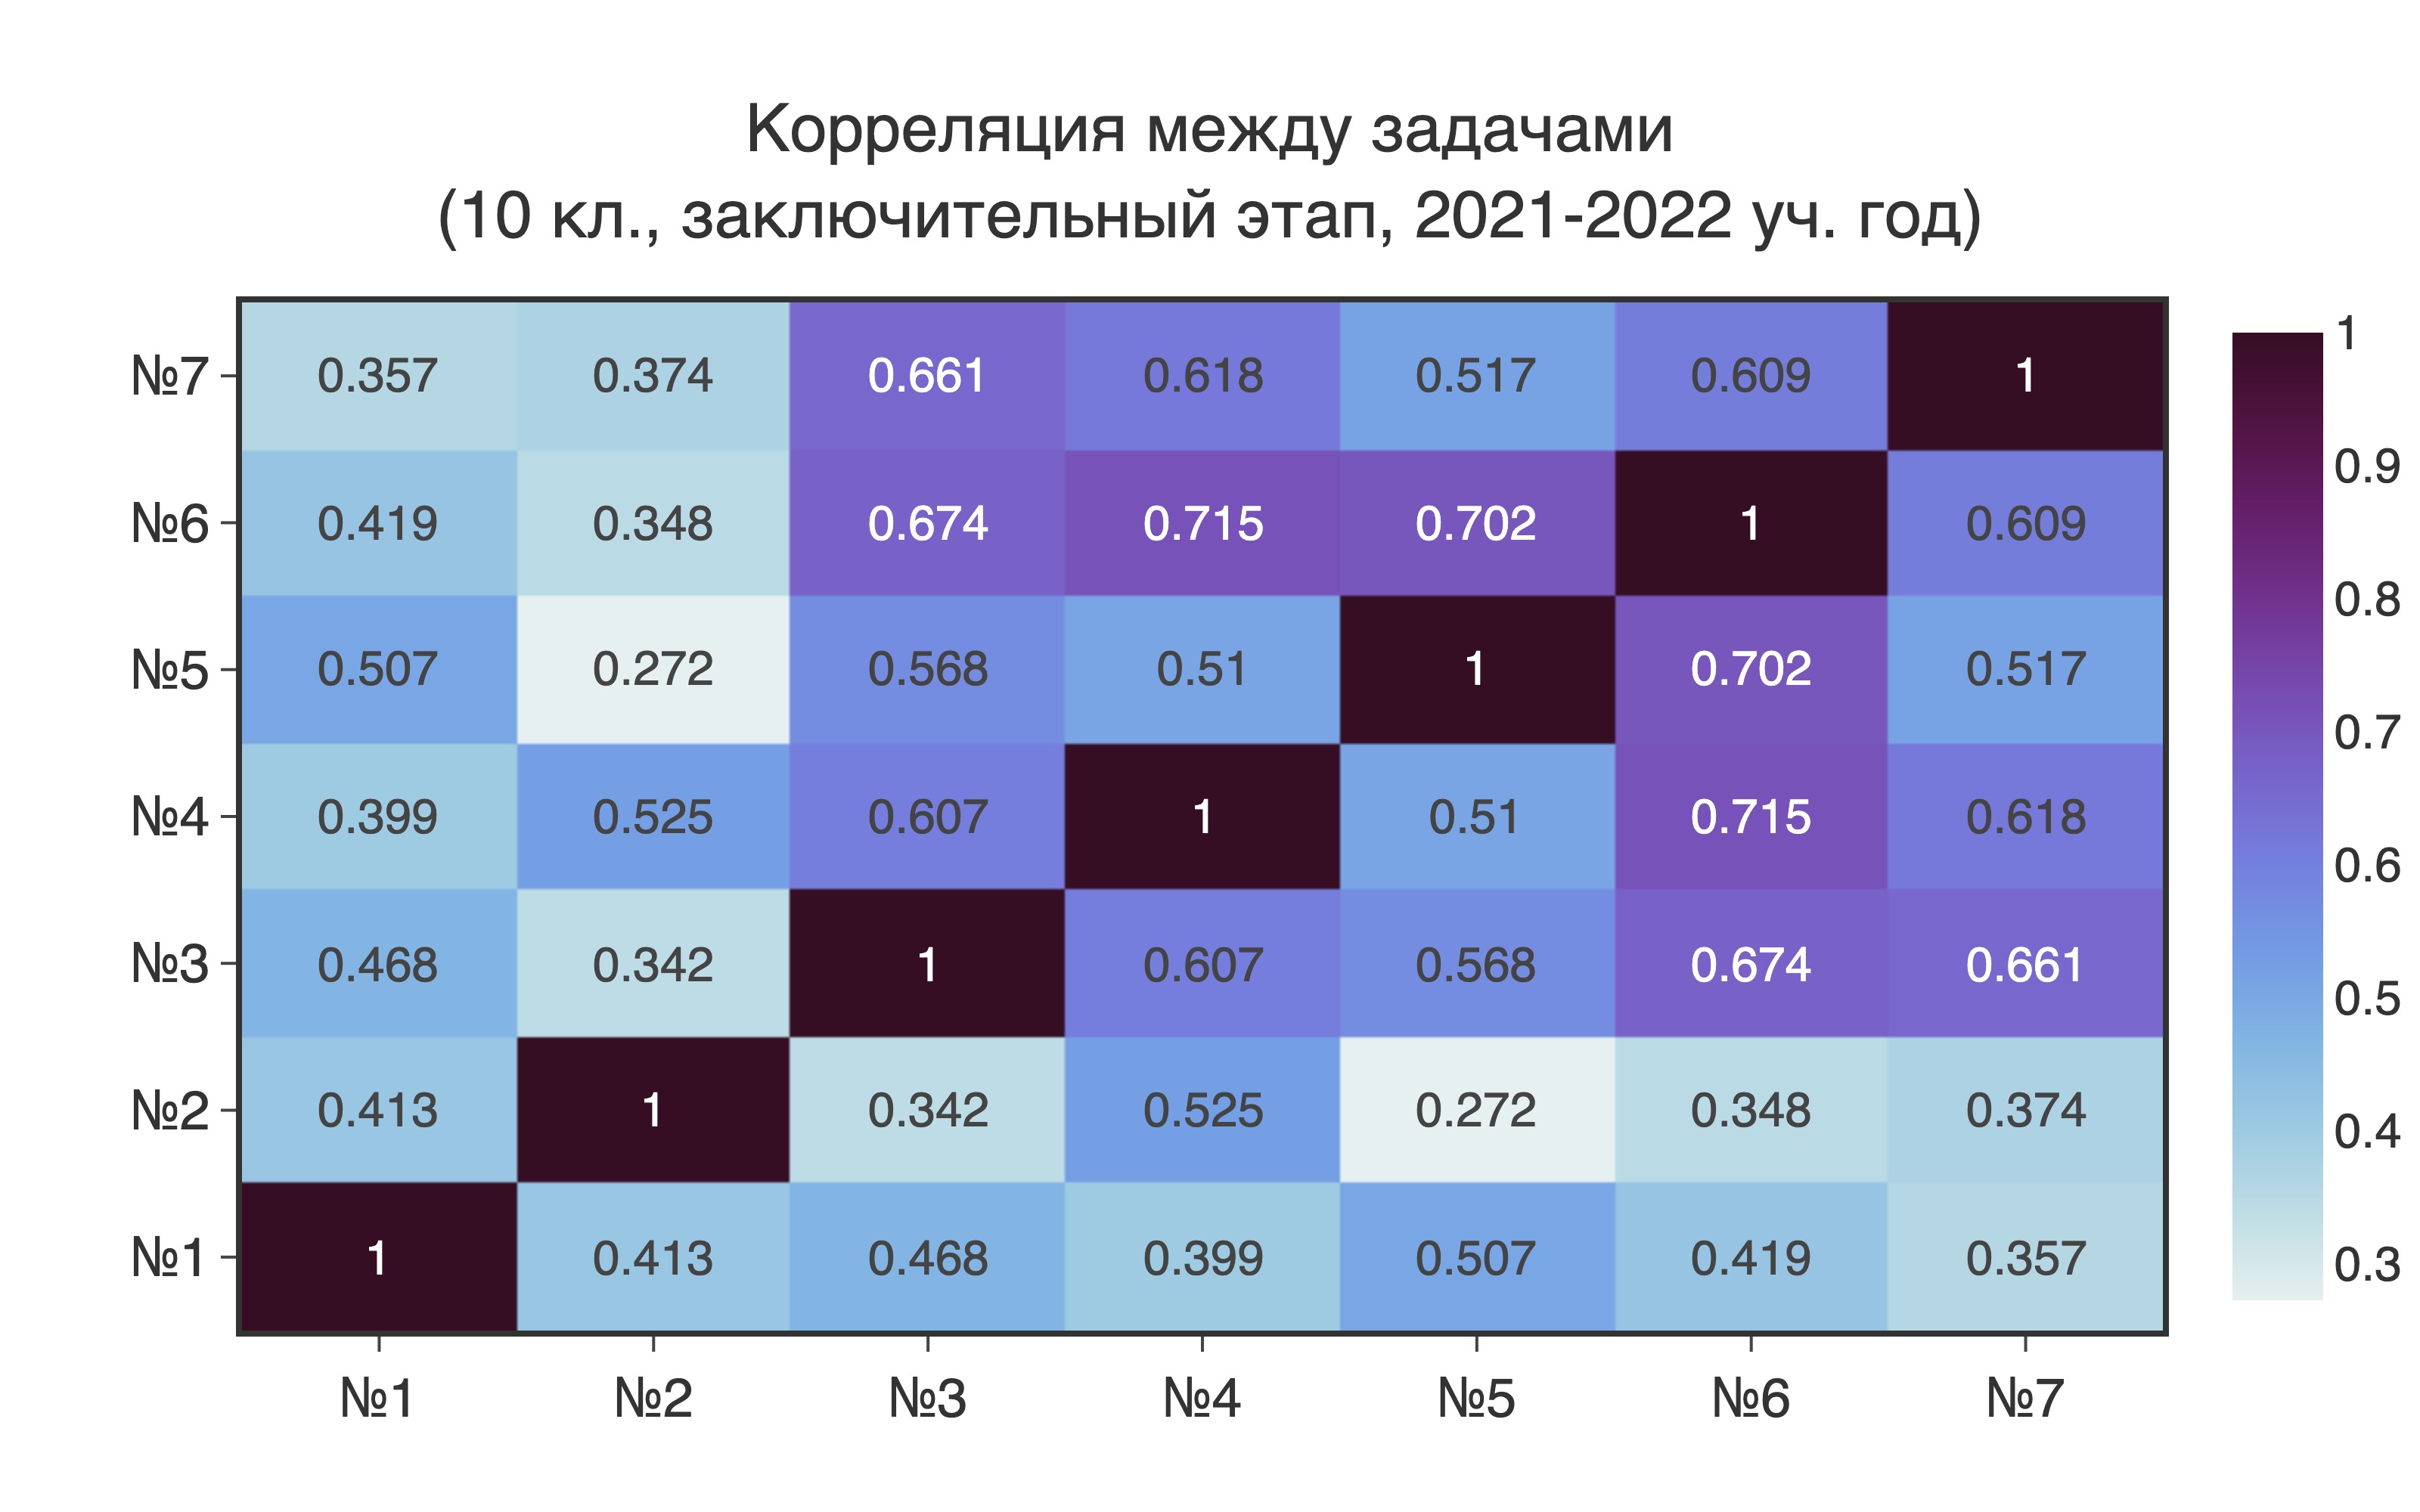 Корреляция между задачами
(10 кл., заключительный этап, 2021-2022 уч. год)
№7 0.357 0.374 0.661 0.618 0.517 0.609 1
№6 0.419 0.348 0.674 0.715 0.702 1 0.609
№5 0.507 0.272 0.568 0.51 1 0.702 0.517
№4 0.399 0.525 0.607 1 0.51 0.715 0.618
№3 0.468 0.342 1 0.607 0.568 0.674 0.661
№2 0.413 1 0.342 0.525 0.272 0.348 0.374
№1 1 0.413 0.468 0.399 0.507 0.419 0.357
№1 №2 №3 №4 №5 №6 №7
1
0.9
0.8
0.7
0.6
0.5
0.4
0.3